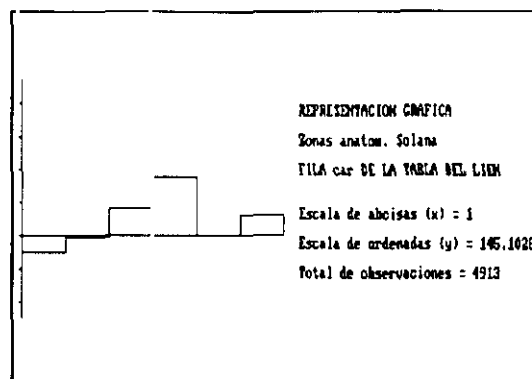 REPRESENTACION GRAFICA
Zonas anatom. Solana
FILA car DE LA TABLA DEL LIEN
Escala de abcisas (x) = 1
Escala de ordenadas (y) = 145.1028
Total de observaciones = 4913